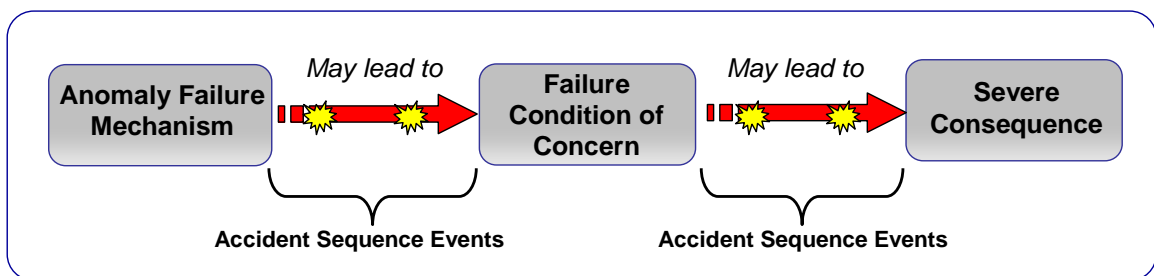 May lead to
May lead to
Anomaly Failure
Mechanism
Failure
Condition of
Concern
Severe
Consequence
Accident Sequence Events
Accident Sequence Events